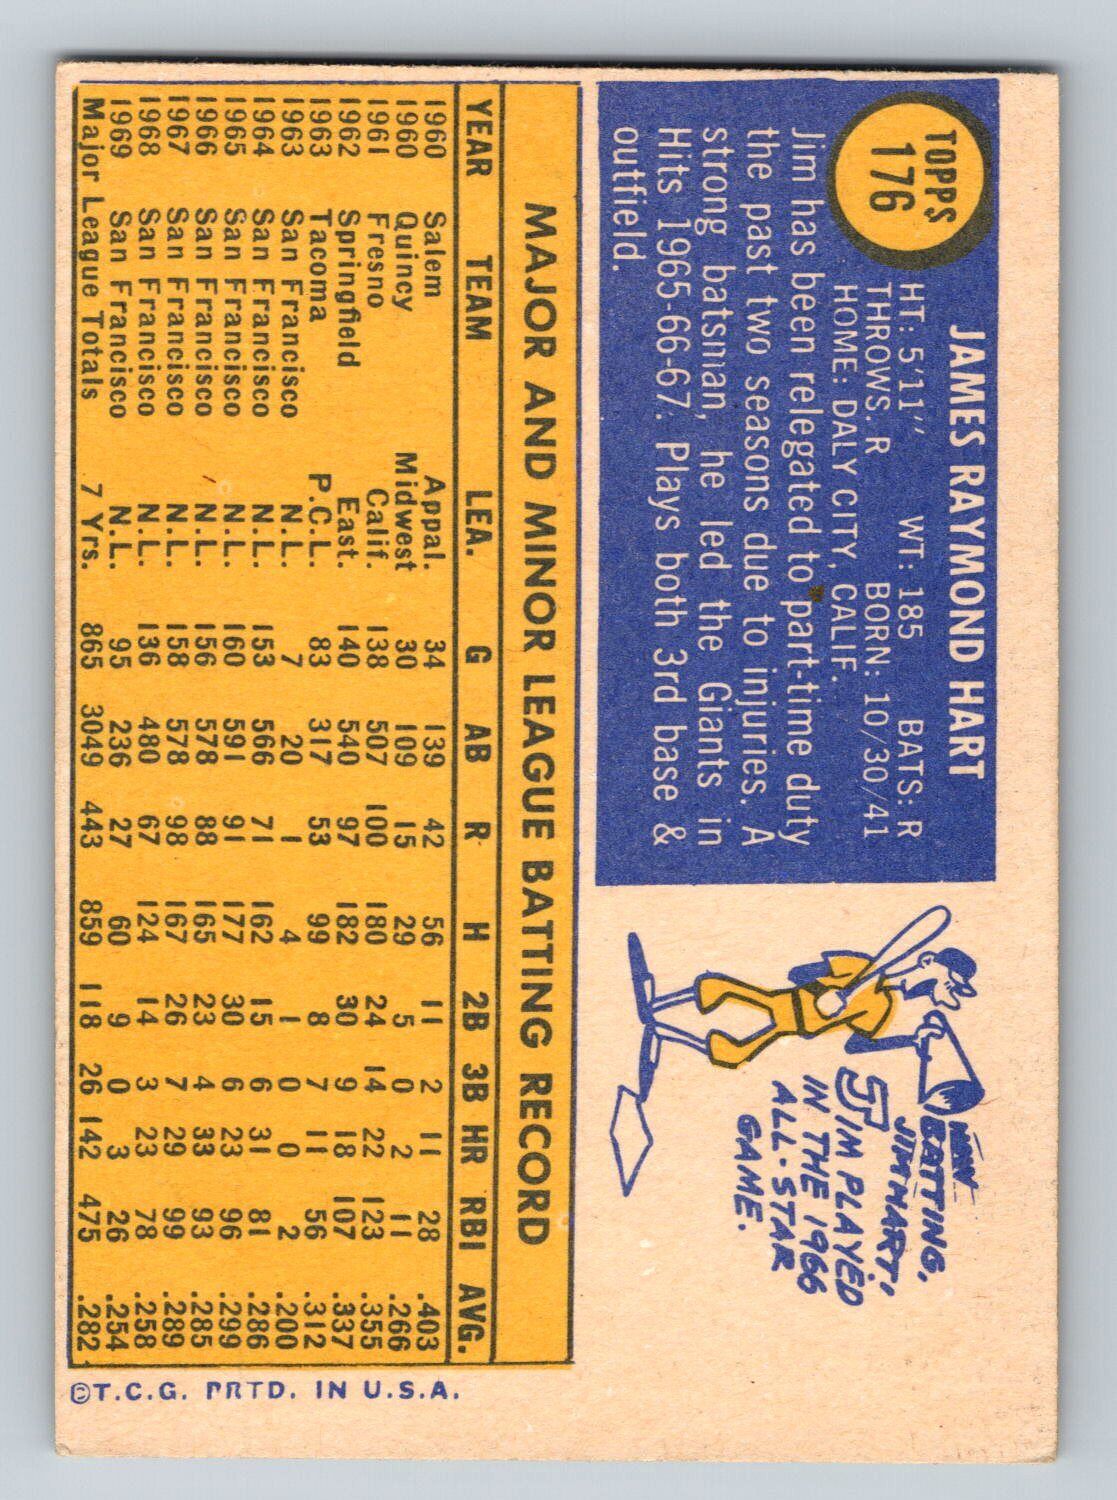 TOPPS
176
JAMES RAYMOND HART
HT: 5'11" WT: 185 BATS: R
THROWS. R BORN: 10/30/41
HOME: DALY CITY, CALIF.
Jim has been relegated to part-time duty
the past two seasons due to injuries. A
strong batsman, he led the Giants in
Hits 1965-66-67. Plays both 3rd base &
outfield.
NOW
BATTING,
JIM HART!
JIM PLAYED
IN THE 1966
ALL-STAR
GAME.
MAJOR AND MINOR LEAGUE BATTING RECORD
YEAR TEAM LEA. G AB R H 2B 3B HR RBI AVG.
1960 Salem Appal. 34 139 42 56 11 2 11 28 .403
1960 Quincy Midwest 30 109 15 29 5 0 2 11 .266
1961 Fresno Calif. 138 507 100 180 24 14 22 123 .355
1962 Springfield East. 140 540 97 182 30 9 18 107 .337
1963 Tacoma P.C.L. 83 317 53 99 8 7 11 56 .312
1963 San Francisco N.L. 7 20 1 4 1 0 0 2 .200
1964 San Francisco N.L. 153 566 71 162 15 6 31 81 .286
1965 San Francisco N.L. 160 591 91 177 30 6 23 96 .299
1966 San Francisco N.L. 156 578 88 165 23 4 33 93 .285
1967 San Francisco N.L. 158 578 98 167 26 7 29 99 .289
1968 San Francisco N.L. 136 480 67 124 14 3 23 78 .258
1969 San Francisco N.L. 95 236 27 60 9 0 3 26 .254
Major League Totals 7 Yrs. 865 3049 443 859 118 26 142 475 .282
©T.C.G. PRTD. IN U.S.A.